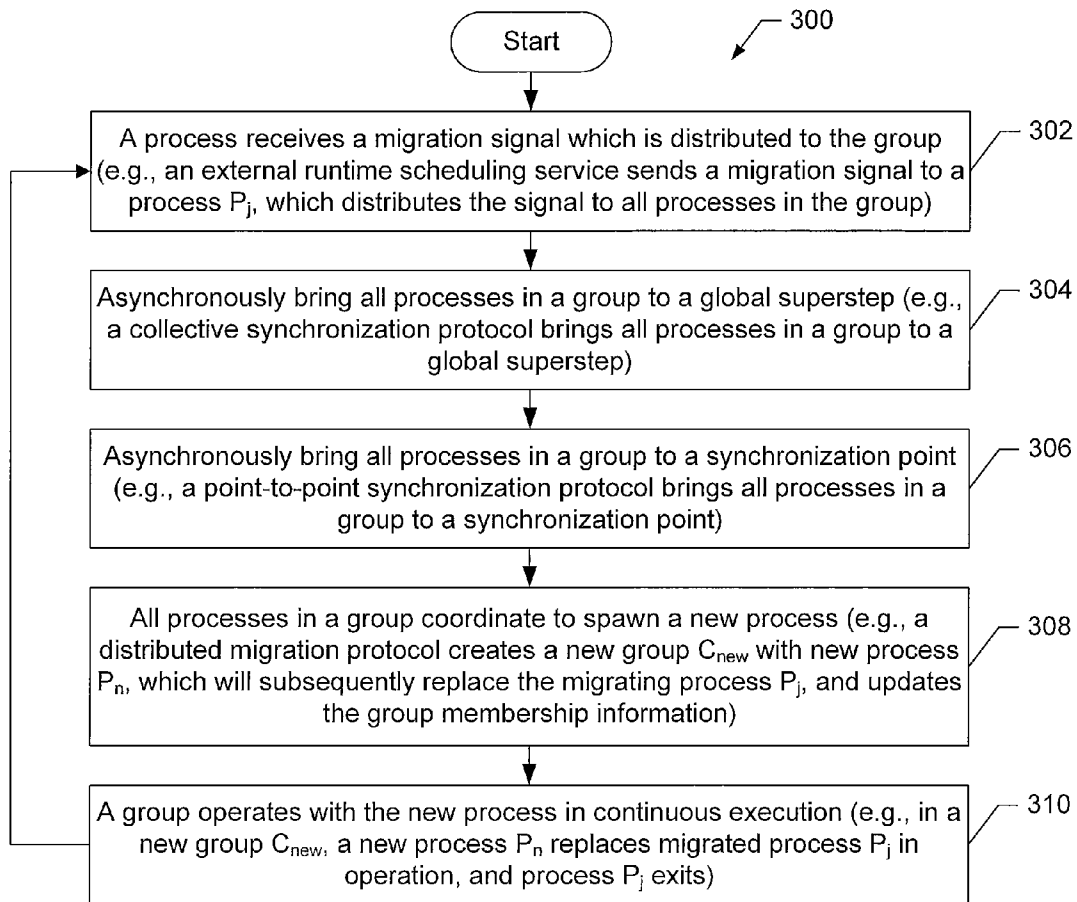 Start
300
A process receives a migration signal which is distributed to the group
(e.g., an external runtime scheduling service sends a migration signal to a
process Pj, which distributes the signal to all processes in the group)
302
Asynchronously bring all processes in a group to a global superstep (e.g.,
a collective synchronization protocol brings all processes in a group to a
global superstep)
304
Asynchronously bring all processes in a group to a synchronization point
(e.g., a point-to-point synchronization protocol brings all processes in a
group to a synchronization point)
306
All processes in a group coordinate to spawn a new process (e.g., a
distributed migration protocol creates a new group Cnew with new process
Pn, which will subsequently replace the migrating process Pj, and updates
the group membership information)
308
A group operates with the new process in continuous execution (e.g., in a
new group Cnew, a new process Pn replaces migrated process Pj in
operation, and process Pj exits)
310